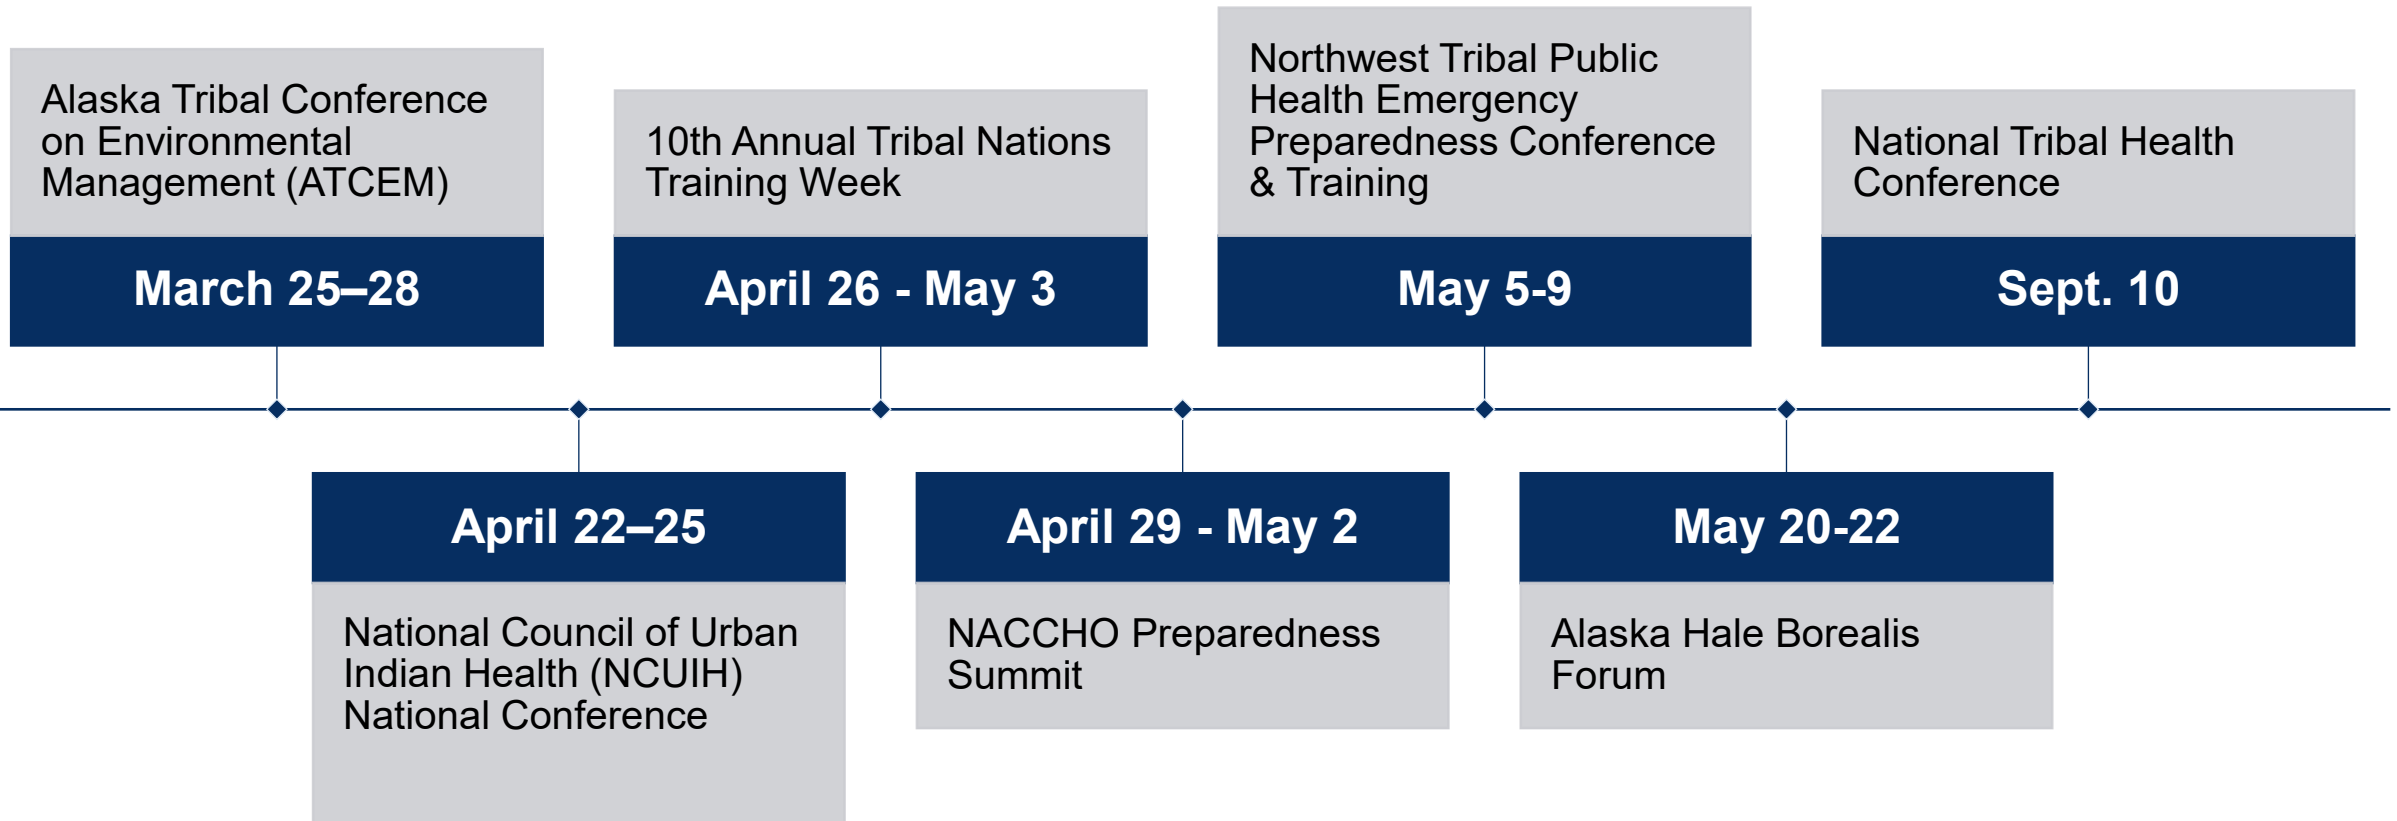 Alaska Tribal Conference
on Environmental
Management (ATCEM)
March 25–28
April 22–25
National Council of Urban
Indian Health (NCUIH)
National Conference
10th Annual Tribal Nations
Training Week
April 26 - May 3
April 29 - May 2
NACCHO Preparedness
Summit
Northwest Tribal Public
Health Emergency
Preparedness Conference
& Training
May 5-9
May 20-22
Alaska Hale Borealis
Forum
National Tribal Health
Conference
Sept. 10